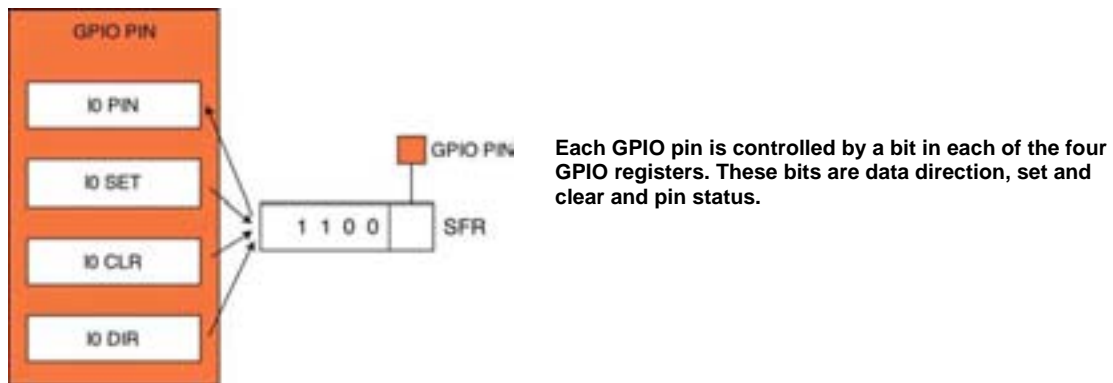 GPIO PIN
IO PIN
IO SET
IO CLR
IO DIR
GPIO PIN
1 1 0 0
SFR
Each GPIO pin is controlled by a bit in each of the four
GPIO registers. These bits are data direction, set and
clear and pin status.